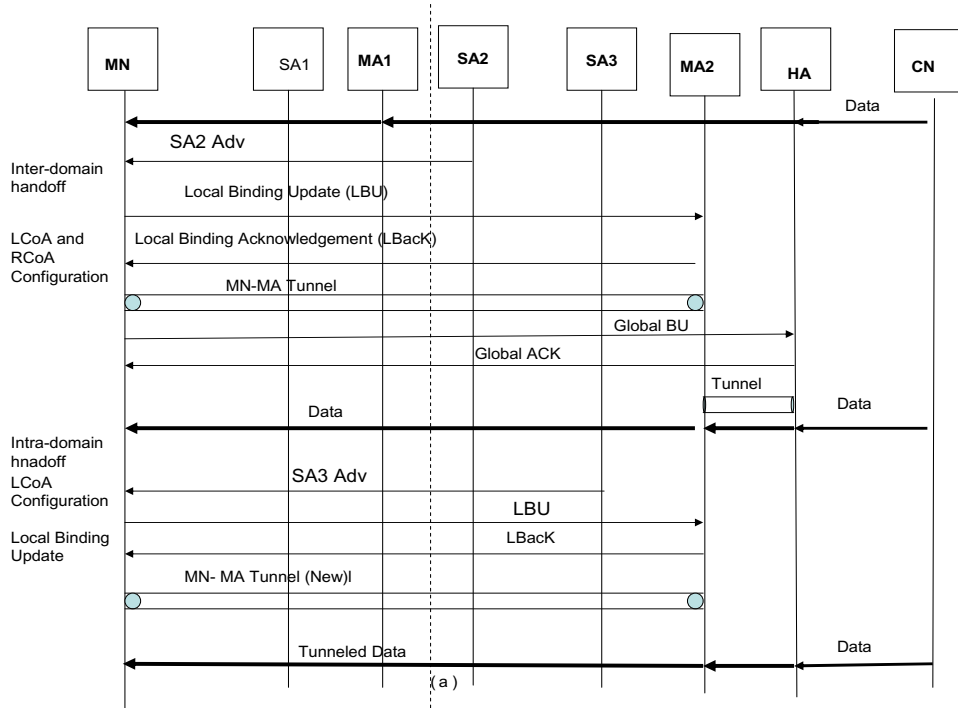 MN
SA1
MA1
SA2
SA3
MA2
HA
CN
Data
SA2 Adv
Inter-domain
handoff
Local Binding Update (LBU)
LCoA and
RCoA
Configuration
Local Binding Acknowledgement (LBacK)
MN-MA Tunnel
Global BU
Global ACK
Tunnel
Data
Data
Intra-domain
hnadoff
LCoA
Configuration
SA3 Adv
LBU
Local Binding
Update
LBacK
MN- MA Tunnel (New)l
Tunneled Data
Data
( a )